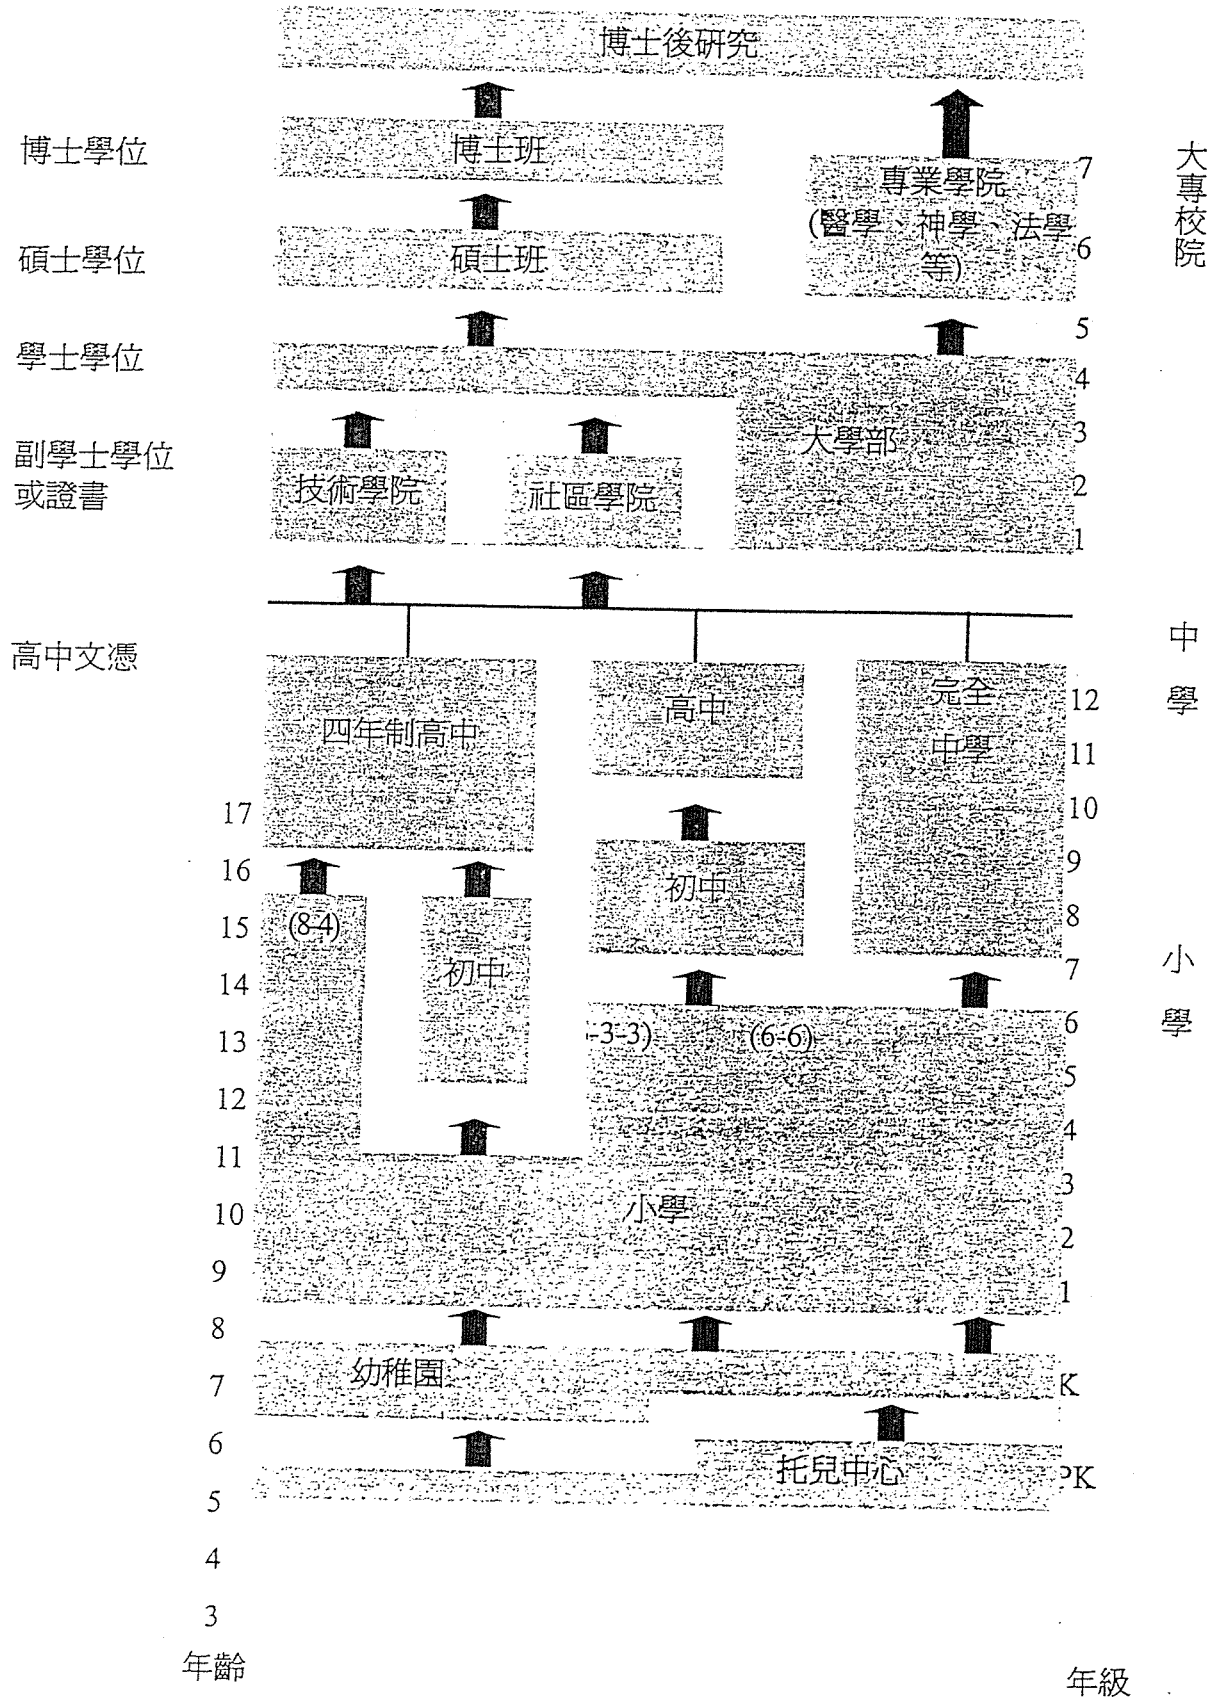 博士後研究
博士學位
博士班
7
專業學院
(醫學、神學、法學
等)
6
大專校院
碩士學位
碩士班
5
學士學位
4
大學部
3
副學士學位
或證書
技術學院
社區學院
2
1
高中文憑
中
學
四年制高中
高中
完全
中學
12
11
10
17
16
9
15
(8-4)
初中
8
14
初中
7
小
學
13
-3-3)
(6-6)
6
5
12
4
11
3
10
小學
2
9
1
8
幼稚園
7
K
6
托兒中心
PK
5
4
3
年齡
年級